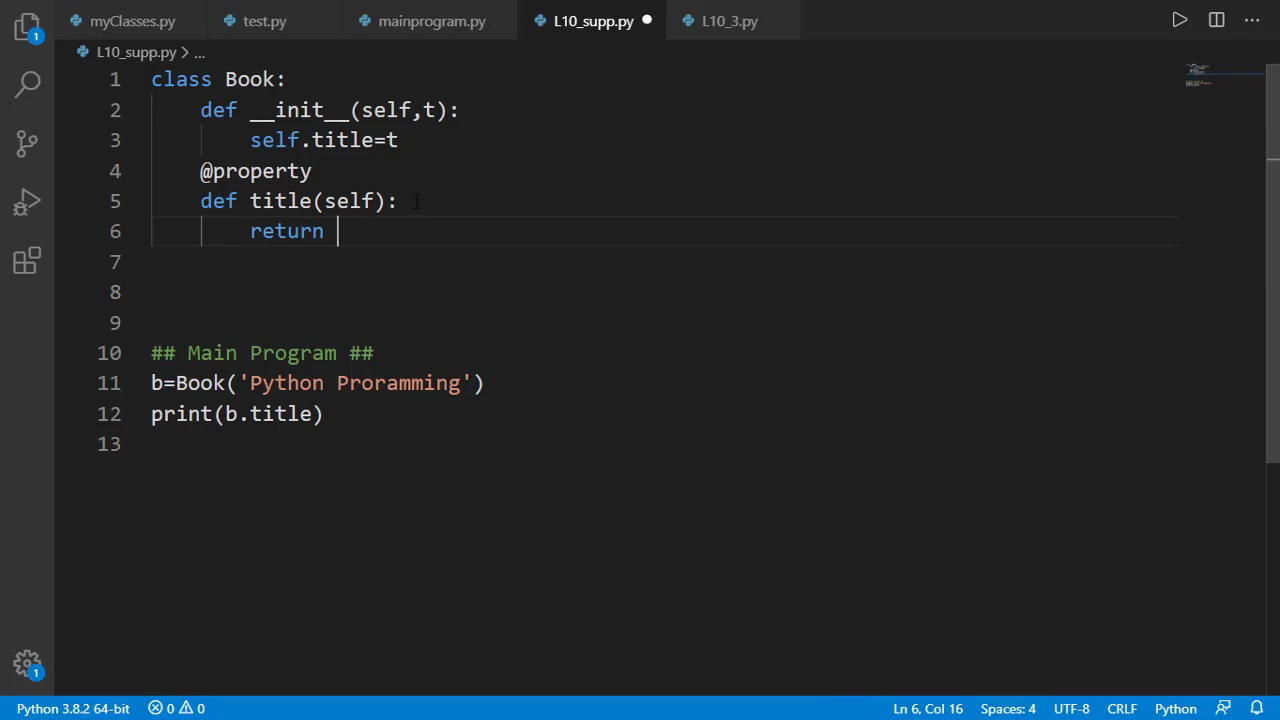 myClasses.py test.py mainprogram.py L10_supp.py L10_3.py
L10_supp.py > ...
1 class Book:
2 def __init__(self,t):
3 self.title=t
4 @property
5 def title(self):
6 return
7
8
9
10 ## Main Program ##
11 b=Book('Python Proramming')
12 print(b.title)
13
1
1
Python 3.8.2 64-bit 0 0 Ln 6, Col 16 Spaces: 4 UTF-8 CRLF Python